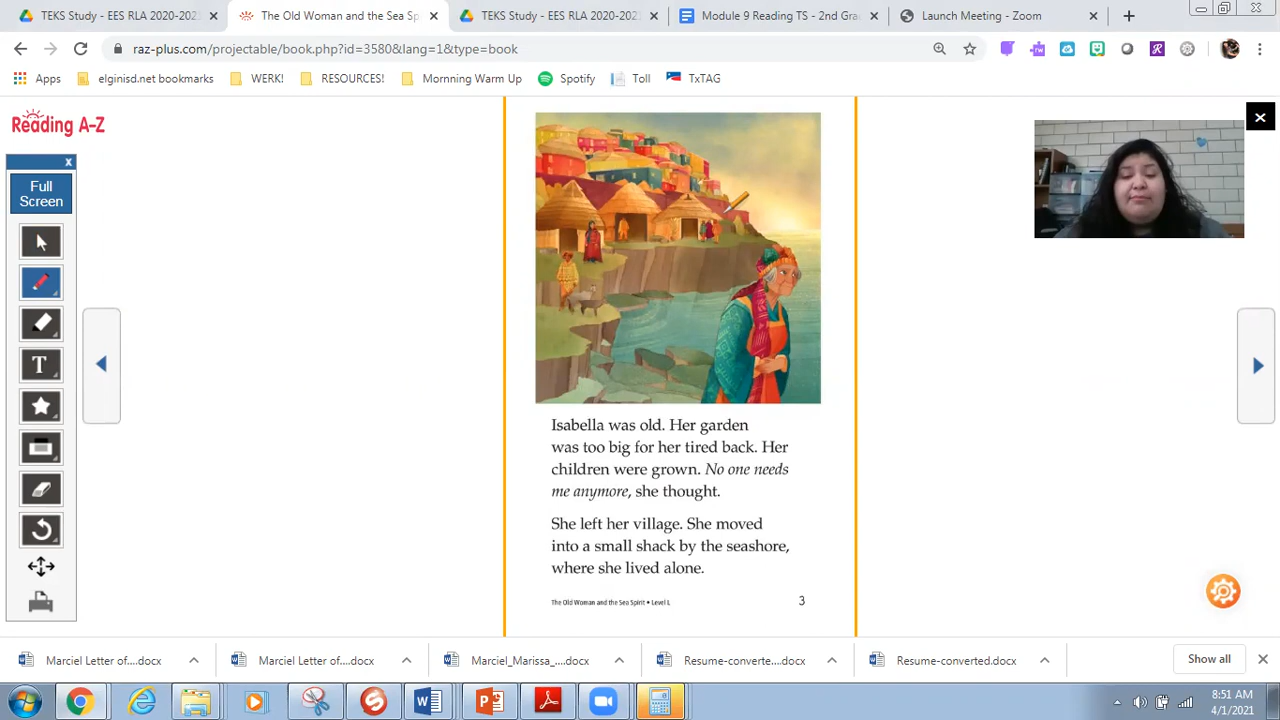 TEKS Study - EES RLA 2020-202
The Old Woman and the Sea Sp
TEKS Study - EES RLA 2020-202
Module 9 Reading TS - 2nd Gra
Launch Meeting - Zoom
raz-plus.com/projectable/book.php?id=3580&lang=1&type=book
Apps
elginisd.net bookmarks
WERK!
RESOURCES!
Mornning Warm Up
Spotify
Toll
TxTAG
Reading A-Z
x
Full
Screen
T
Isabella was old. Her garden
was too big for her tired back. Her
children were grown. No one needs
me anymore, she thought.
She left her village. She moved
into a small shack by the seashore,
where she lived alone.
The Old Woman and the Sea Spirit • Level L
3
Marciel Letter of....docx
Marciel Letter of....docx
Marciel_Marissa_....docx
Resume-converte....docx
Resume-converted.docx
Show all
8:51 AM
4/1/2021